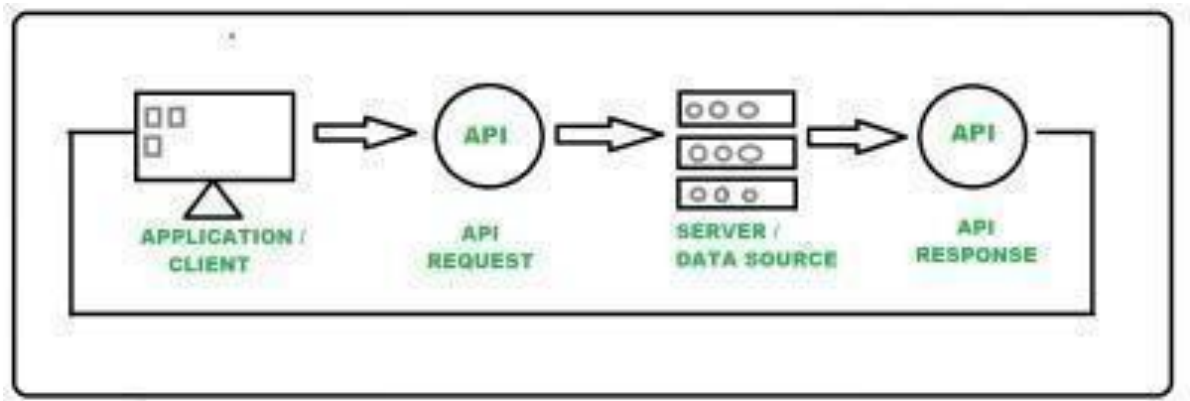 API
API
APPLICATION /
CLIENT
API
REQUEST
SERVER /
DATA SOURCE
API
RESPONSE